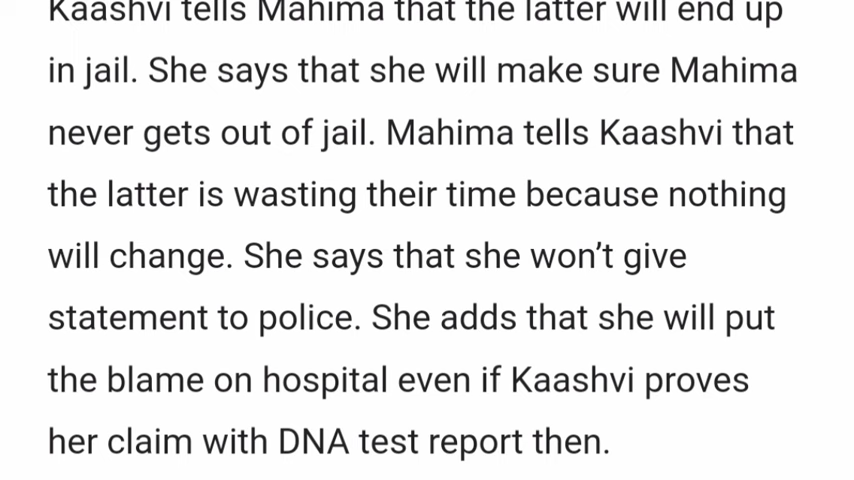 Kaashvi tells Mahima that the latter will end up
in jail. She says that she will make sure Mahima
never gets out of jail. Mahima tells Kaashvi that
the latter is wasting their time because nothing
will change. She says that she won’t give
statement to police. She adds that she will put
the blame on hospital even if Kaashvi proves
her claim with DNA test report then.